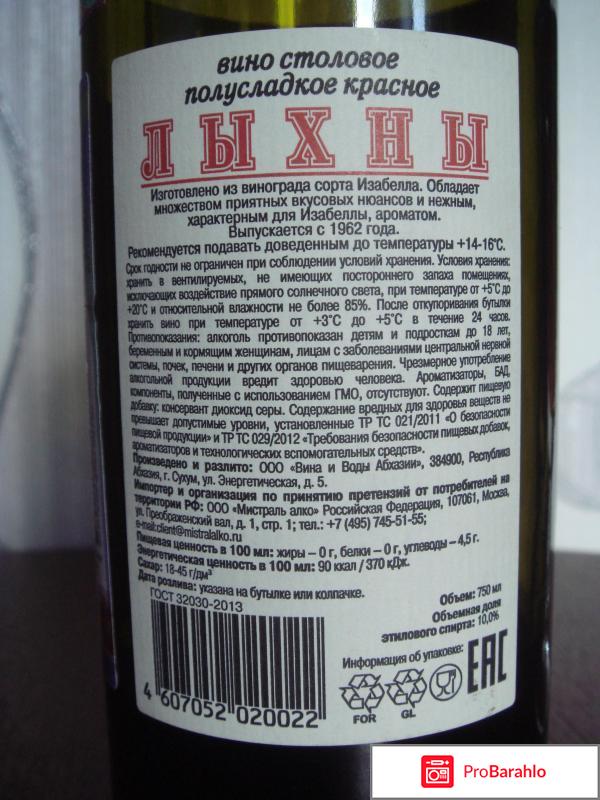 вино столовое
полусладкое красное
ЛЫХНЫ
Изготовлено из винограда сорта Изабелла. Обладает
множеством приятных вкусовых нюансов и нежным,
характерным для Изабеллы, ароматом.
Выпускается с 1962 года.
Рекомендуется подавать доведенным до температуры +14-16°С.
Срок годности не ограничен при соблюдении условий хранения. Условия хранения:
хранить в вентилируемых, не имеющих постороннего запаха помещениях,
исключающих воздействие прямого солнечного света, при температуре от +5°С до
+20°С и относительной влажности не более 85%. После откупоривания бутылки
хранить вино при температуре от +3°С до +5°С в течение 24 часов.
Противопоказания: алкоголь противопоказан детям и подросткам до 18 лет,
беременным и кормящим женщинам, лицам с заболеваниями центральной нервной
системы, почек, печени и других органов пищеварения. Чрезмерное употребление
алкогольной продукции вредит здоровью человека. Ароматизаторы, БАД,
компоненты, полученные с использованием ГМО, отсутствуют. Содержит пищевую
добавку: консервант диоксид серы. Содержание вредных для здоровья веществ не
превышает допустимые уровни, установленные ТР ТС 021/2011 «О безопасности
пищевой продукции» и ТР ТС 029/2012 «Требования безопасности пищевых добавок,
ароматизаторов и технологических вспомогательных средств».
Произведено и разлито: ООО «Вина и Воды Абхазии», 384900, Республика
Абхазия, г. Сухум, ул. Энергетическая, д. 5.
Импортер и организация по принятию претензий от потребителей на
территории РФ: ООО «Мистраль алко» Российская Федерация, 107061, Москва,
ул. Преображенский вал, д. 1, стр. 1; тел.: +7 (495) 745-51-55;
e-mail:client@mistralalko.ru
Пищевая ценность в 100 мл: жиры – 0 г, белки – 0 г, углеводы – 4,5 г.
Энергетическая ценность в 100 мл: 90 ккал / 370 кДж.
Сахар: 18-45 г/дм³
Дата розлива: указана на бутылке или колпачке.
ГОСТ 32030-2013
Объем: 750 мл
Объемная доля
этилового спирта: 10,0%
Информация об упаковке:
EAC
FOR
GL
4 607052 020022
ProBarahlo